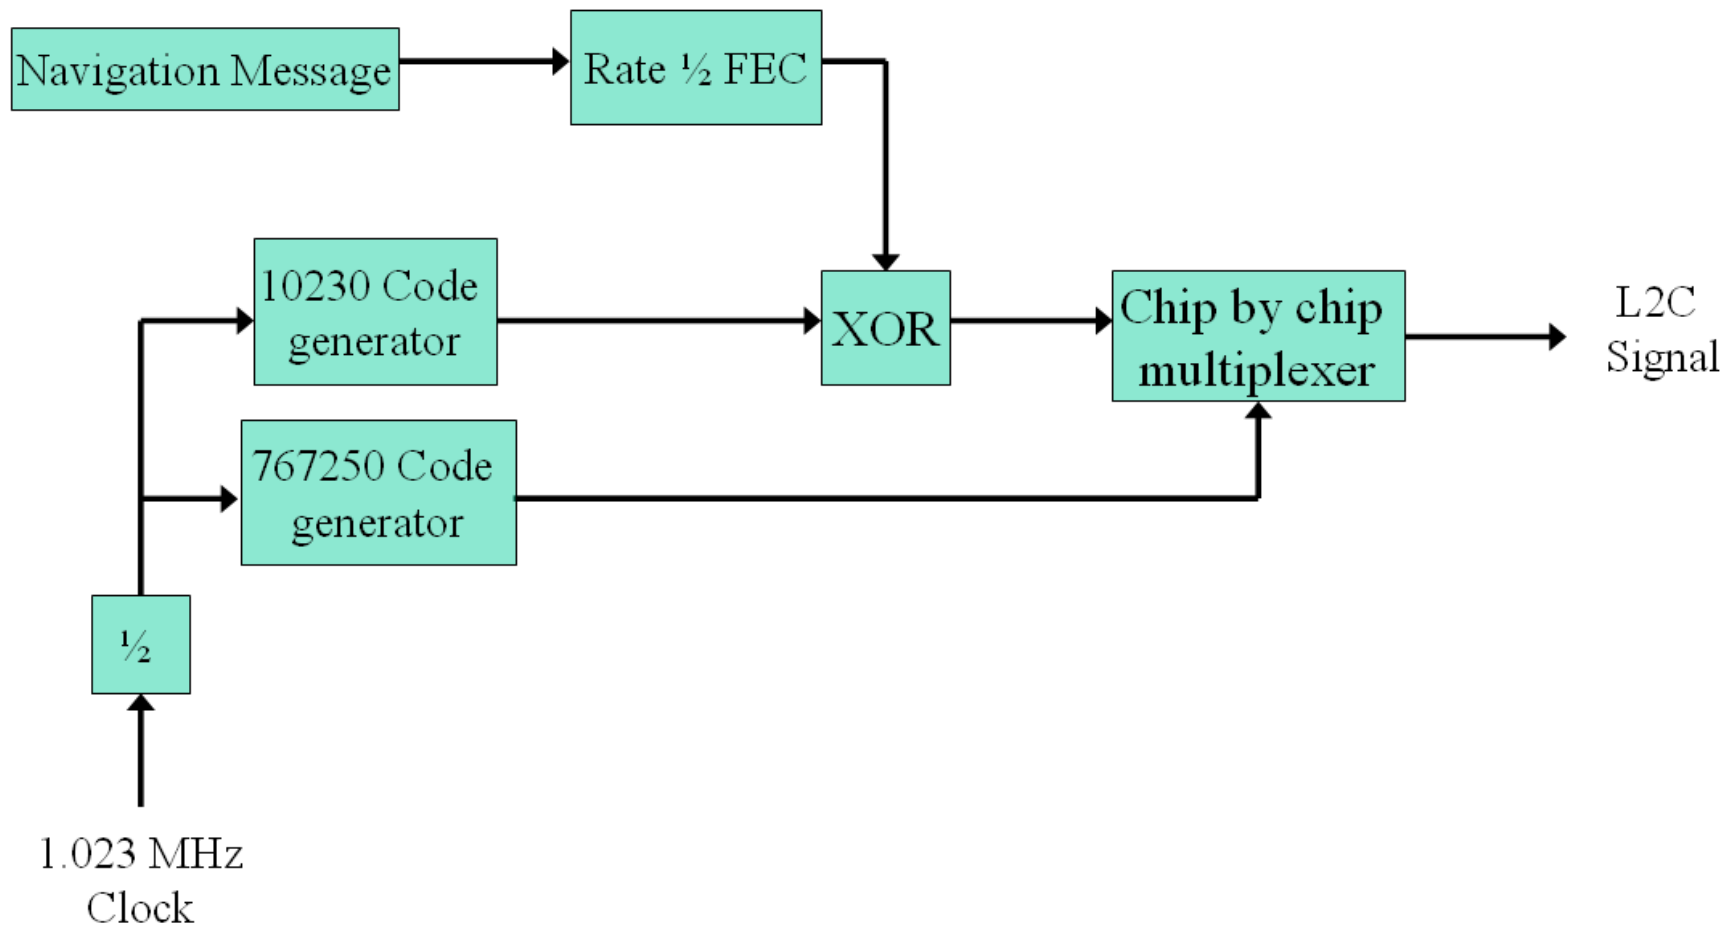 Navigation Message
Rate ½ FEC
10230 Code
generator
XOR
Chip by chip
multiplexer
L2C
Signal
767250 Code
generator
½
1.023 MHz
Clock